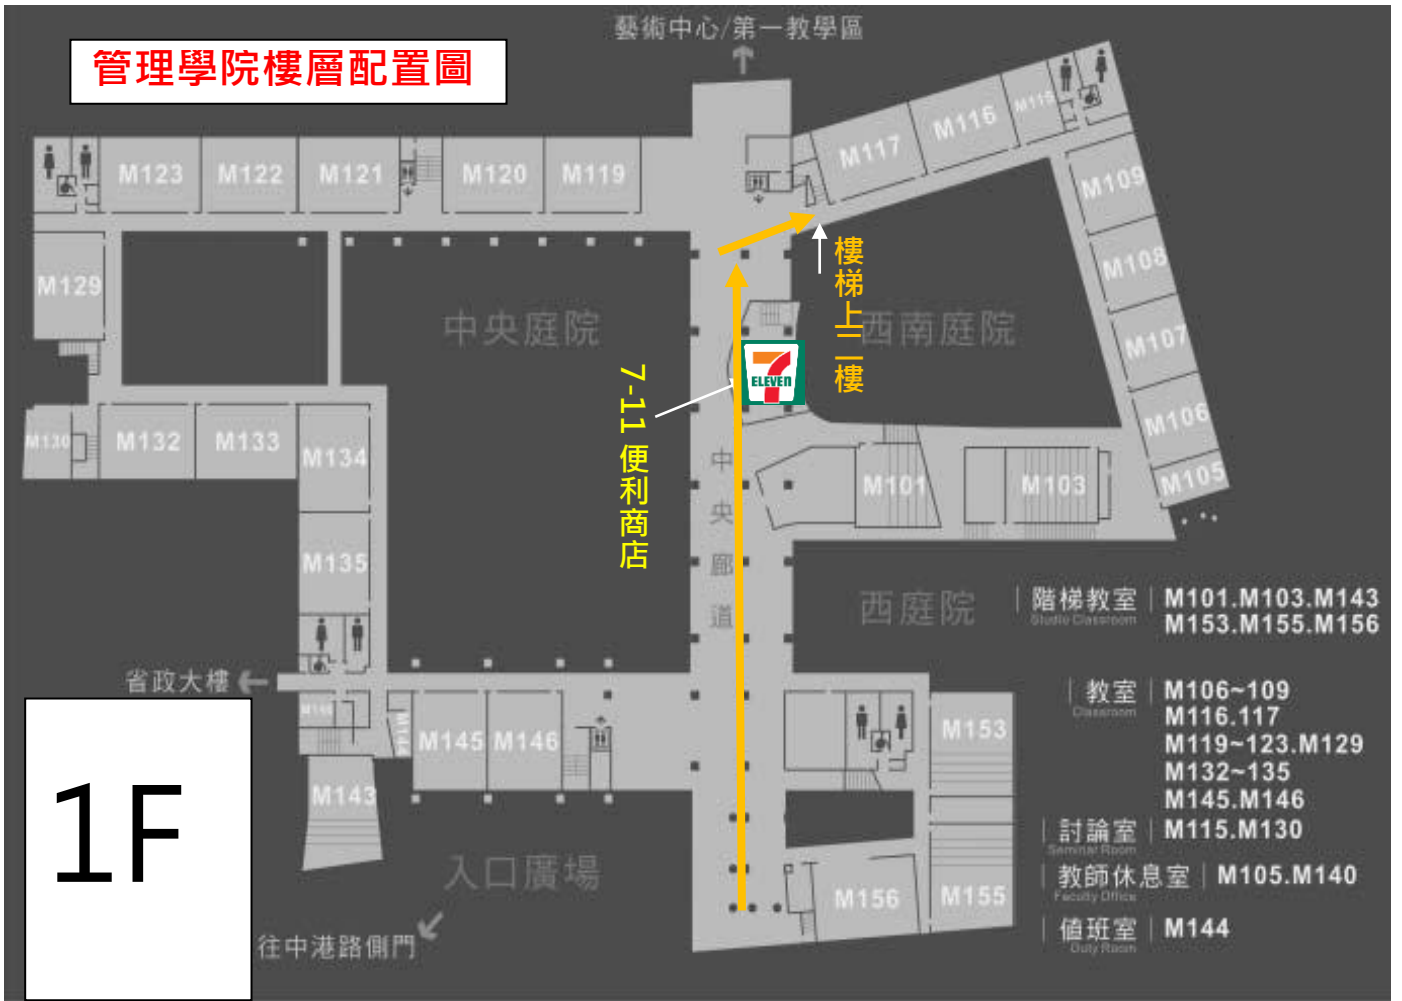 藝術中心/第一教學區
管理學院樓層配置圖
M123
M122
M121
M120
M119
M117
M116
M115
M109
M108
M107
M106
M105
M129
中央庭院
西南庭院
樓梯上二樓
7-11 便利商店
ELEVEN
中央廊道
M130
M132
M133
M134
M135
M101
M103
西庭院
省政大樓
M140
M144
M145
M146
M143
M153
M155
M156
入口廣場
往中港路側門
1F
階梯教室 M101.M103.M143
Studio Classroom M153.M155.M156
教室 M106~109
Classroom M116.117
M119~123.M129
M132~135
M145.M146
討論室 M115.M130
Seminar Room
教師休息室 M105.M140
Faculty Office
值班室 M144
Duty Room